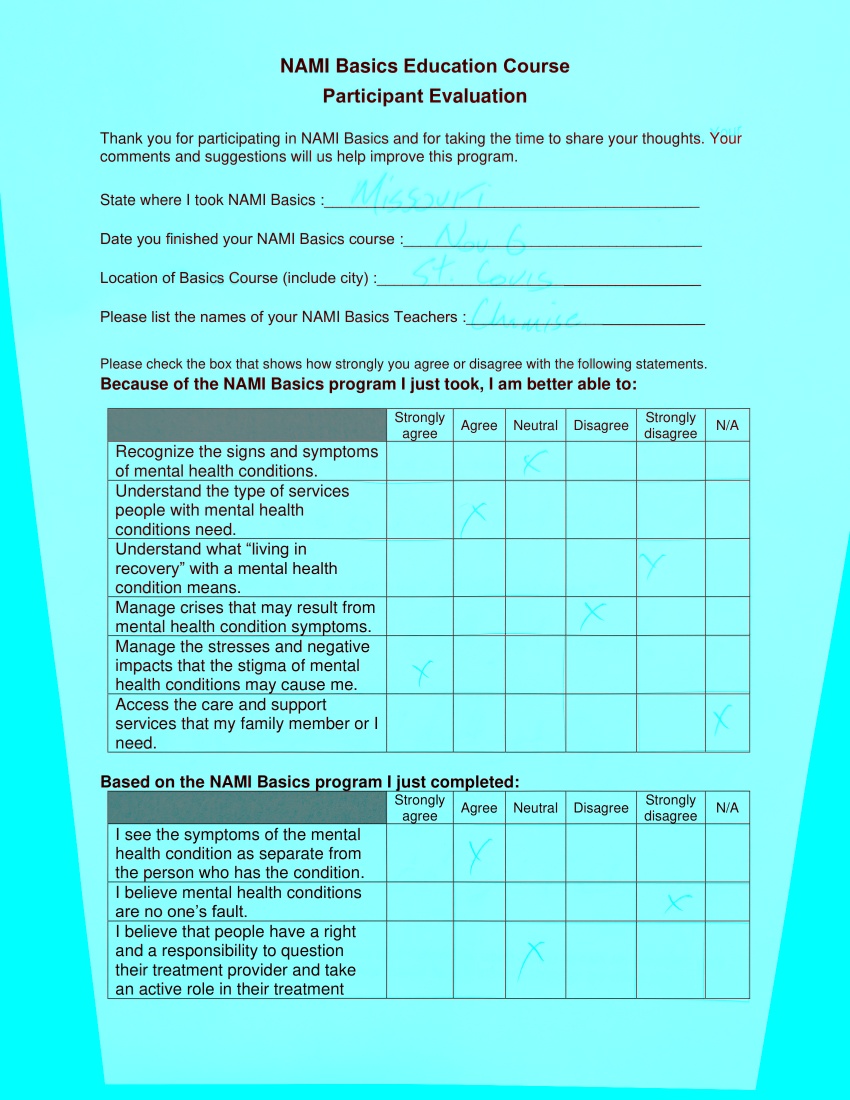 NAMI Basics Education Course
Participant Evaluation
Thank you for participating in NAMI Basics and for taking the time to share your thoughts. Your
comments and suggestions will us help improve this program.
State where I took NAMI Basics : Missouri
Date you finished your NAMI Basics course : Nov 6
Location of Basics Course (include city) : St. Louis
Please list the names of your NAMI Basics Teachers :
Please check the box that shows how strongly you agree or disagree with the following statements.
Because of the NAMI Basics program I just took, I am better able to:
Strongly agree Agree Neutral Disagree Strongly disagree N/A
Recognize the signs and symptoms
of mental health conditions. X
Understand the type of services
people with mental health X
conditions need.
Understand what “living in
recovery” with a mental health X
condition means.
Manage crises that may result from X
mental health condition symptoms.
Manage the stresses and negative
impacts that the stigma of mental X
health conditions may cause me.
Access the care and support
services that my family member or I X
need.
Based on the NAMI Basics program I just completed:
Strongly agree Agree Neutral Disagree Strongly disagree N/A
I see the symptoms of the mental
health condition as separate from X
the person who has the condition.
I believe mental health conditions
are no one’s fault. X
I believe that people have a right
and a responsibility to question X
their treatment provider and take
an active role in their treatment